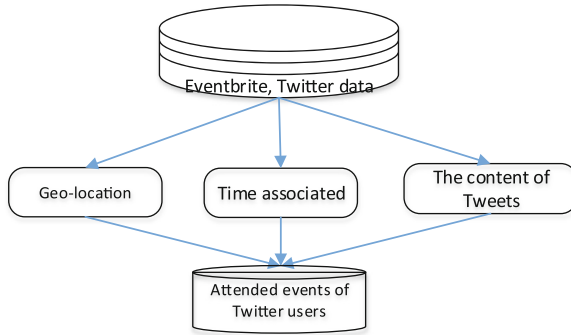 Eventbrite, Twitter data
Geo-location
Time associated
The content of
Tweets
Attended events of
Twitter users